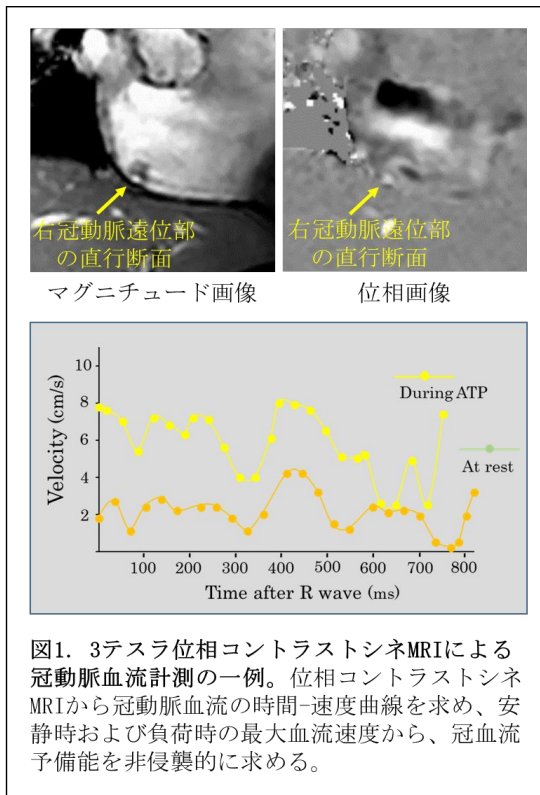 右冠動脈遠位部
の直行断面
右冠動脈遠位部
の直行断面
マグニチュード画像
位相画像
10
8
6
4
2
Velocity (cm/s)
During ATP
At rest
100 200 300 400 500 600 700 800
Time after R wave (ms)
図1. 3テスラ位相コントラストシネMRIによる
冠動脈血流計測の一例。位相コントラストシネ
MRIから冠動脈血流の時間-速度曲線を求め、安
静時および負荷時の最大血流速度から、冠血流
予備能を非侵襲的に求める。